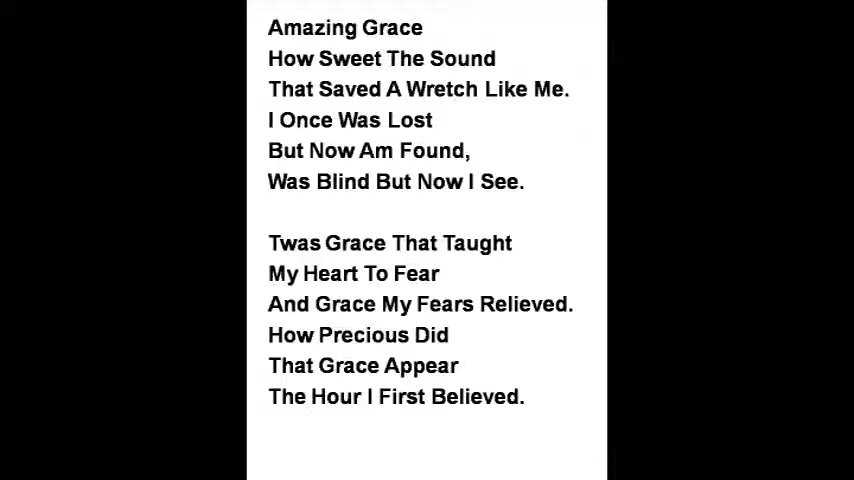 Amazing Grace
How Sweet The Sound
That Saved A Wretch Like Me.
I Once Was Lost
But Now Am Found,
Was Blind But Now I See.
Twas Grace That Taught
My Heart To Fear
And Grace My Fears Relieved.
How Precious Did
That Grace Appear
The Hour I First Believed.